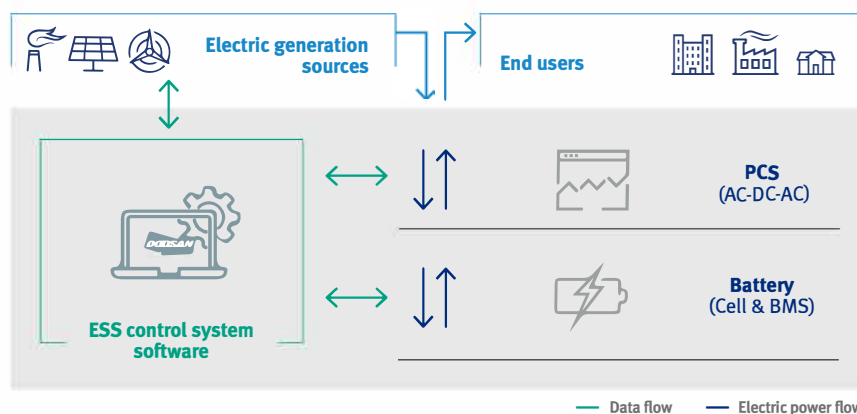 Electric generation
sources
End users
PCS
(AC-DC-AC)
DOOSAN
Battery
(Cell & BMS)
ESS control system
software
Data flow
Electric power flow